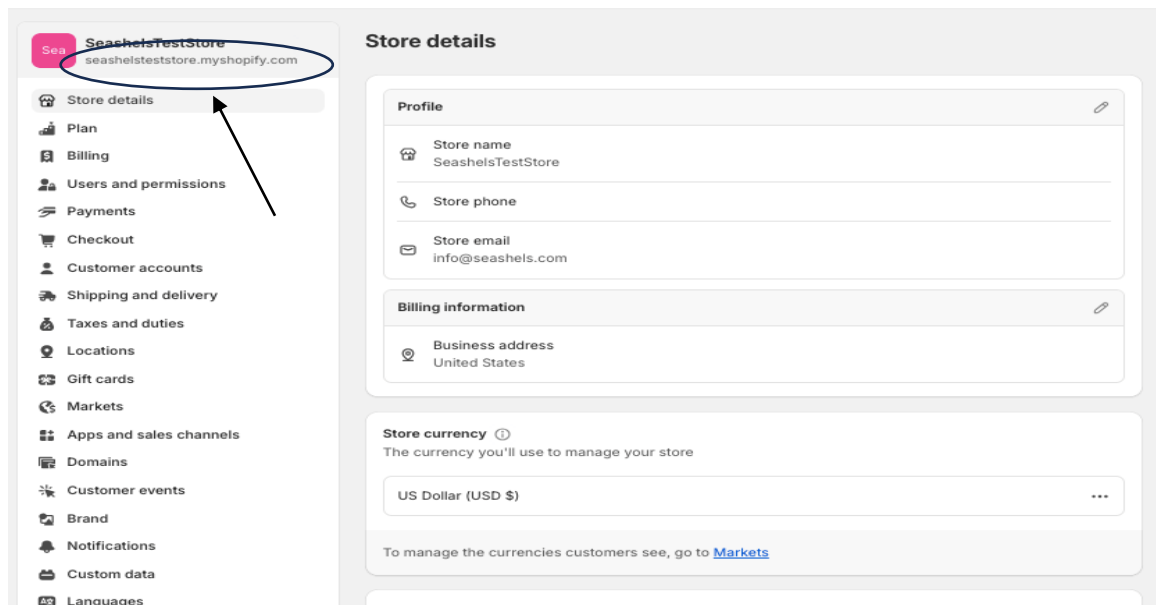 Sea
SeashelsTestStore
seashelsteststore.myshopify.com
Store details
Plan
Billing
Users and permissions
Payments
Checkout
Customer accounts
Shipping and delivery
Taxes and duties
Locations
Gift cards
Markets
Apps and sales channels
Domains
Customer events
Brand
Notifications
Custom data
Languages
Store details
Profile
Store name
SeashelsTestStore
Store phone
Store email
info@seashels.com
Billing information
Business address
United States
Store currency
The currency you'll use to manage your store
US Dollar (USD $)
To manage the currencies customers see, go to Markets